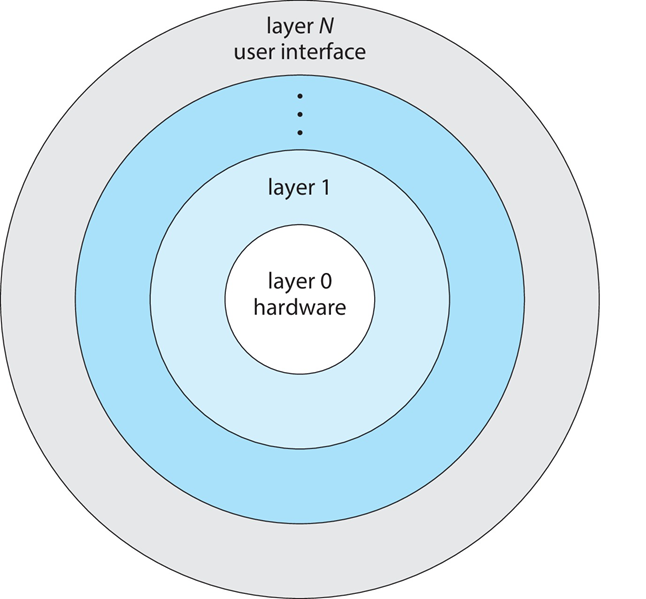 layer N
user interface
layer 1
layer 0
hardware